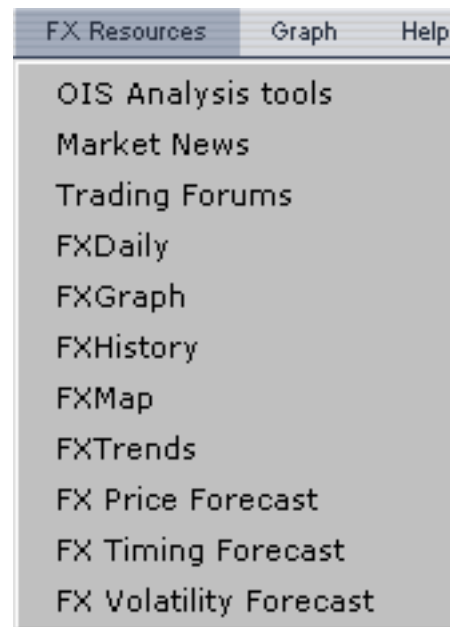 FX Resources Graph Help
OIS Analysis tools
Market News
Trading Forums
FXDaily
FXGraph
FXHistory
FXMap
FXTrends
FX Price Forecast
FX Timing Forecast
FX Volatility Forecast